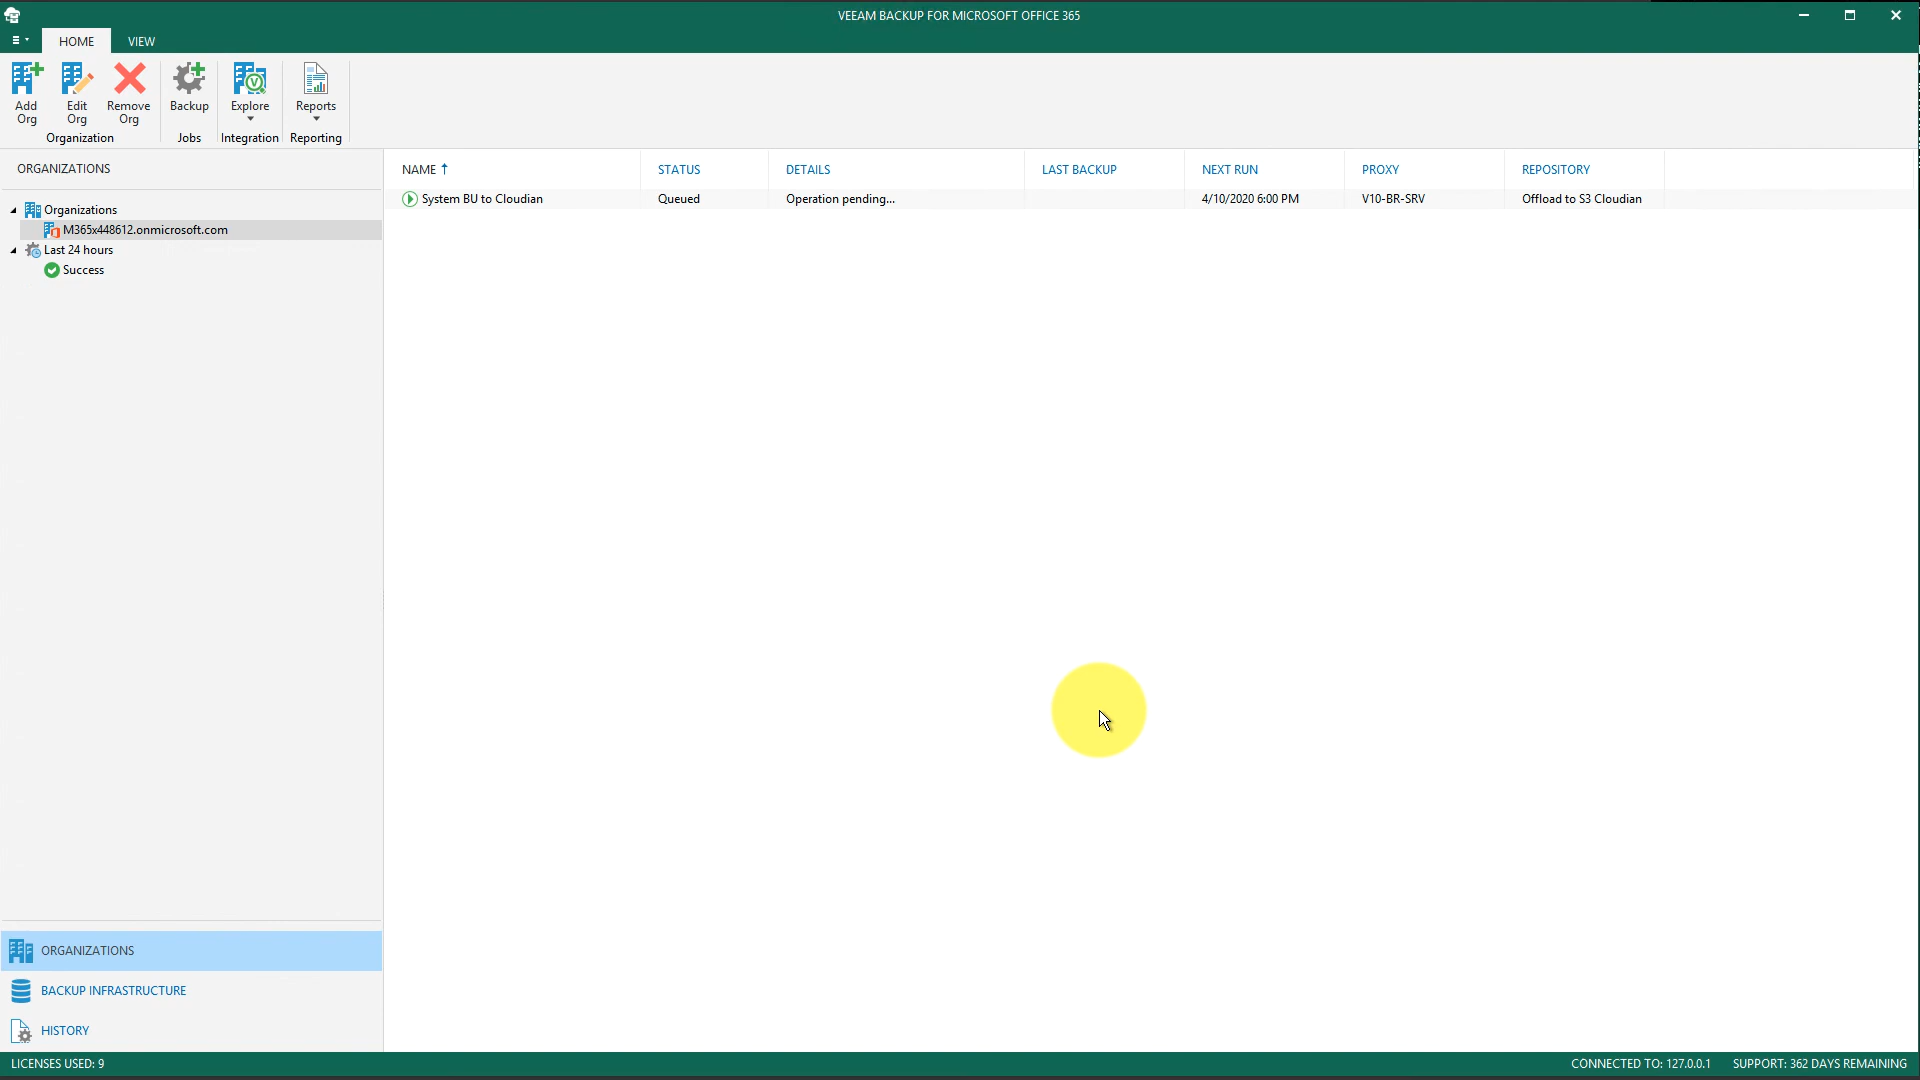 VEEAM BACKUP FOR MICROSOFT OFFICE 365
HOME VIEW
Add Org
Edit Org
Remove Org
Backup
Explore
Reports
Organization Jobs Integration Reporting
ORGANIZATIONS
Organizations
M365x448612.onmicrosoft.com
Last 24 hours
Success
NAME STATUS DETAILS LAST BACKUP NEXT RUN PROXY REPOSITORY
System BU to Cloudian Queued Operation pending... 4/10/2020 6:00 PM V10-BR-SRV Offload to S3 Cloudian
ORGANIZATIONS
BACKUP INFRASTRUCTURE
HISTORY
LICENSES USED: 9 CONNECTED TO: 127.0.0.1 SUPPORT: 362 DAYS REMAINING